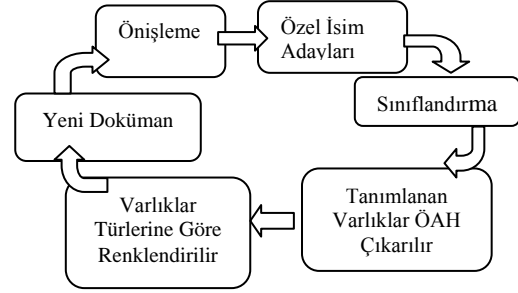 Önişleme
Özel İsim
Adayları
Sınıflandırma
Yeni Doküman
Varlıklar
Türlerine Göre
Renklendirilir
Tanımlanan
Varlıklar ÖAH
Çıkarılır